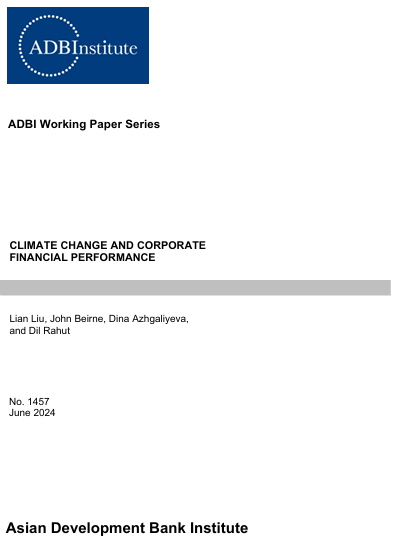 ADBInstitute
ADBI Working Paper Series
CLIMATE CHANGE AND CORPORATE
FINANCIAL PERFORMANCE
Lian Liu, John Beirne, Dina Azhgaliyeva,
and Dil Rahut
No. 1457
June 2024
Asian Development Bank Institute